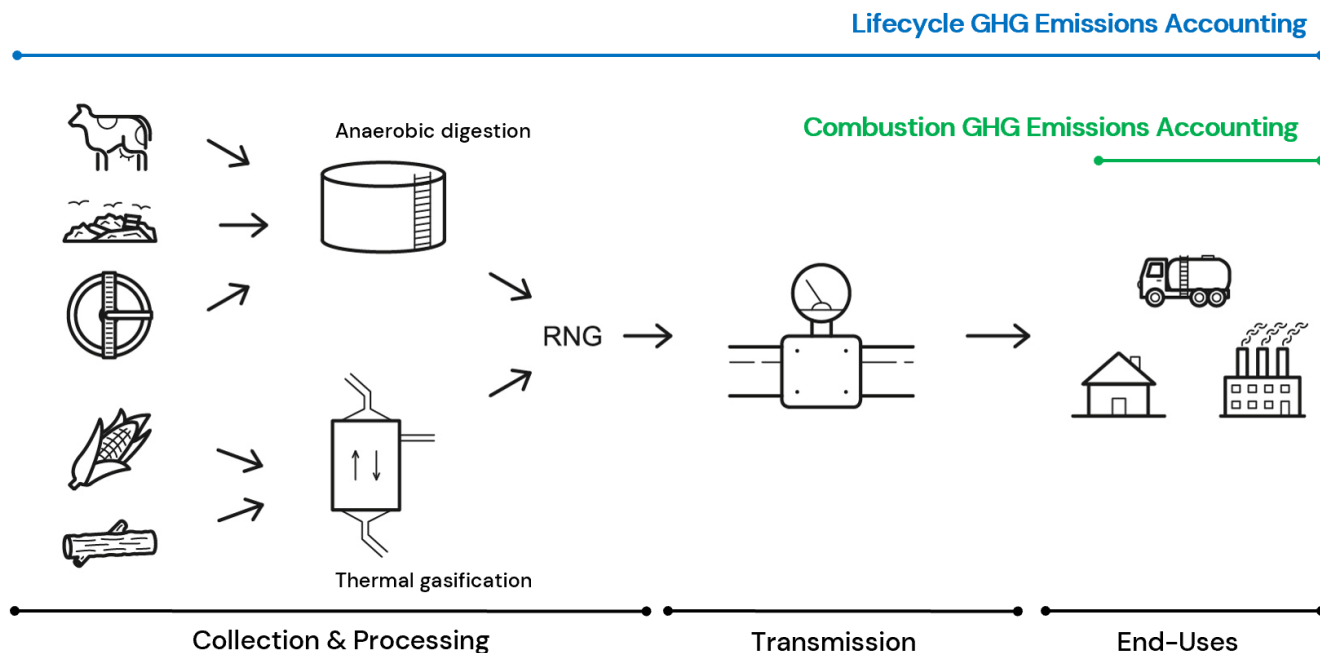 Lifecycle GHG Emissions Accounting
Combustion GHG Emissions Accounting
Anaerobic digestion
RNG
Thermal gasification
Collection & Processing
Transmission
End-Uses